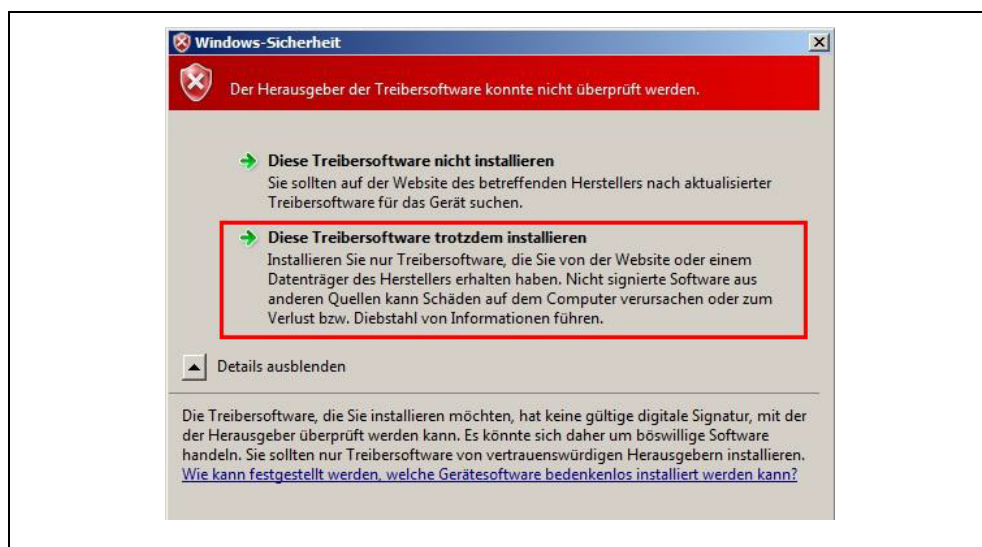 Windows-Sicherheit
Der Herausgeber der Treibersoftware konnte nicht überprüft werden.
Diese Treibersoftware nicht installieren
Sie sollten auf der Website des betreffenden Herstellers nach aktualisierter
Treibersoftware für das Gerät suchen.
Diese Treibersoftware trotzdem installieren
Installieren Sie nur Treibersoftware, die Sie von der Website oder einem
Datenträger des Herstellers erhalten haben. Nicht signierte Software aus
anderen Quellen kann Schäden auf dem Computer verursachen oder zum
Verlust bzw. Diebstahl von Informationen führen.
Details ausblenden
Die Treibersoftware, die Sie installieren möchten, hat keine gültige digitale Signatur, mit der
der Herausgeber überprüft werden kann. Es könnte sich daher um böswillige Software
handeln. Sie sollten nur Treibersoftware von vertrauenswürdigen Herausgebern installieren.
Wie kann festgestellt werden, welche Gerätesoftware bedenkenlos installiert werden kann?